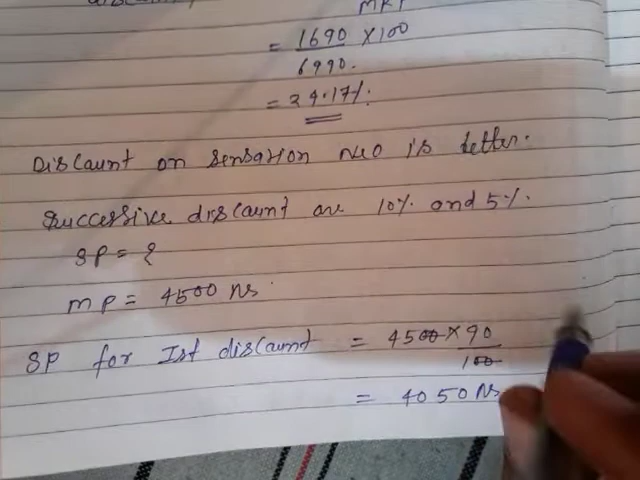 MRP
= 1690 × 100
6990.
= 24.17%.
Discount on Sensation Neo is better.
Successive discount are 10% and 5%.
SP = ?
MP = 4500 Rs.
SP for Ist discount = 4500 × 90
100
= 4050 Rs